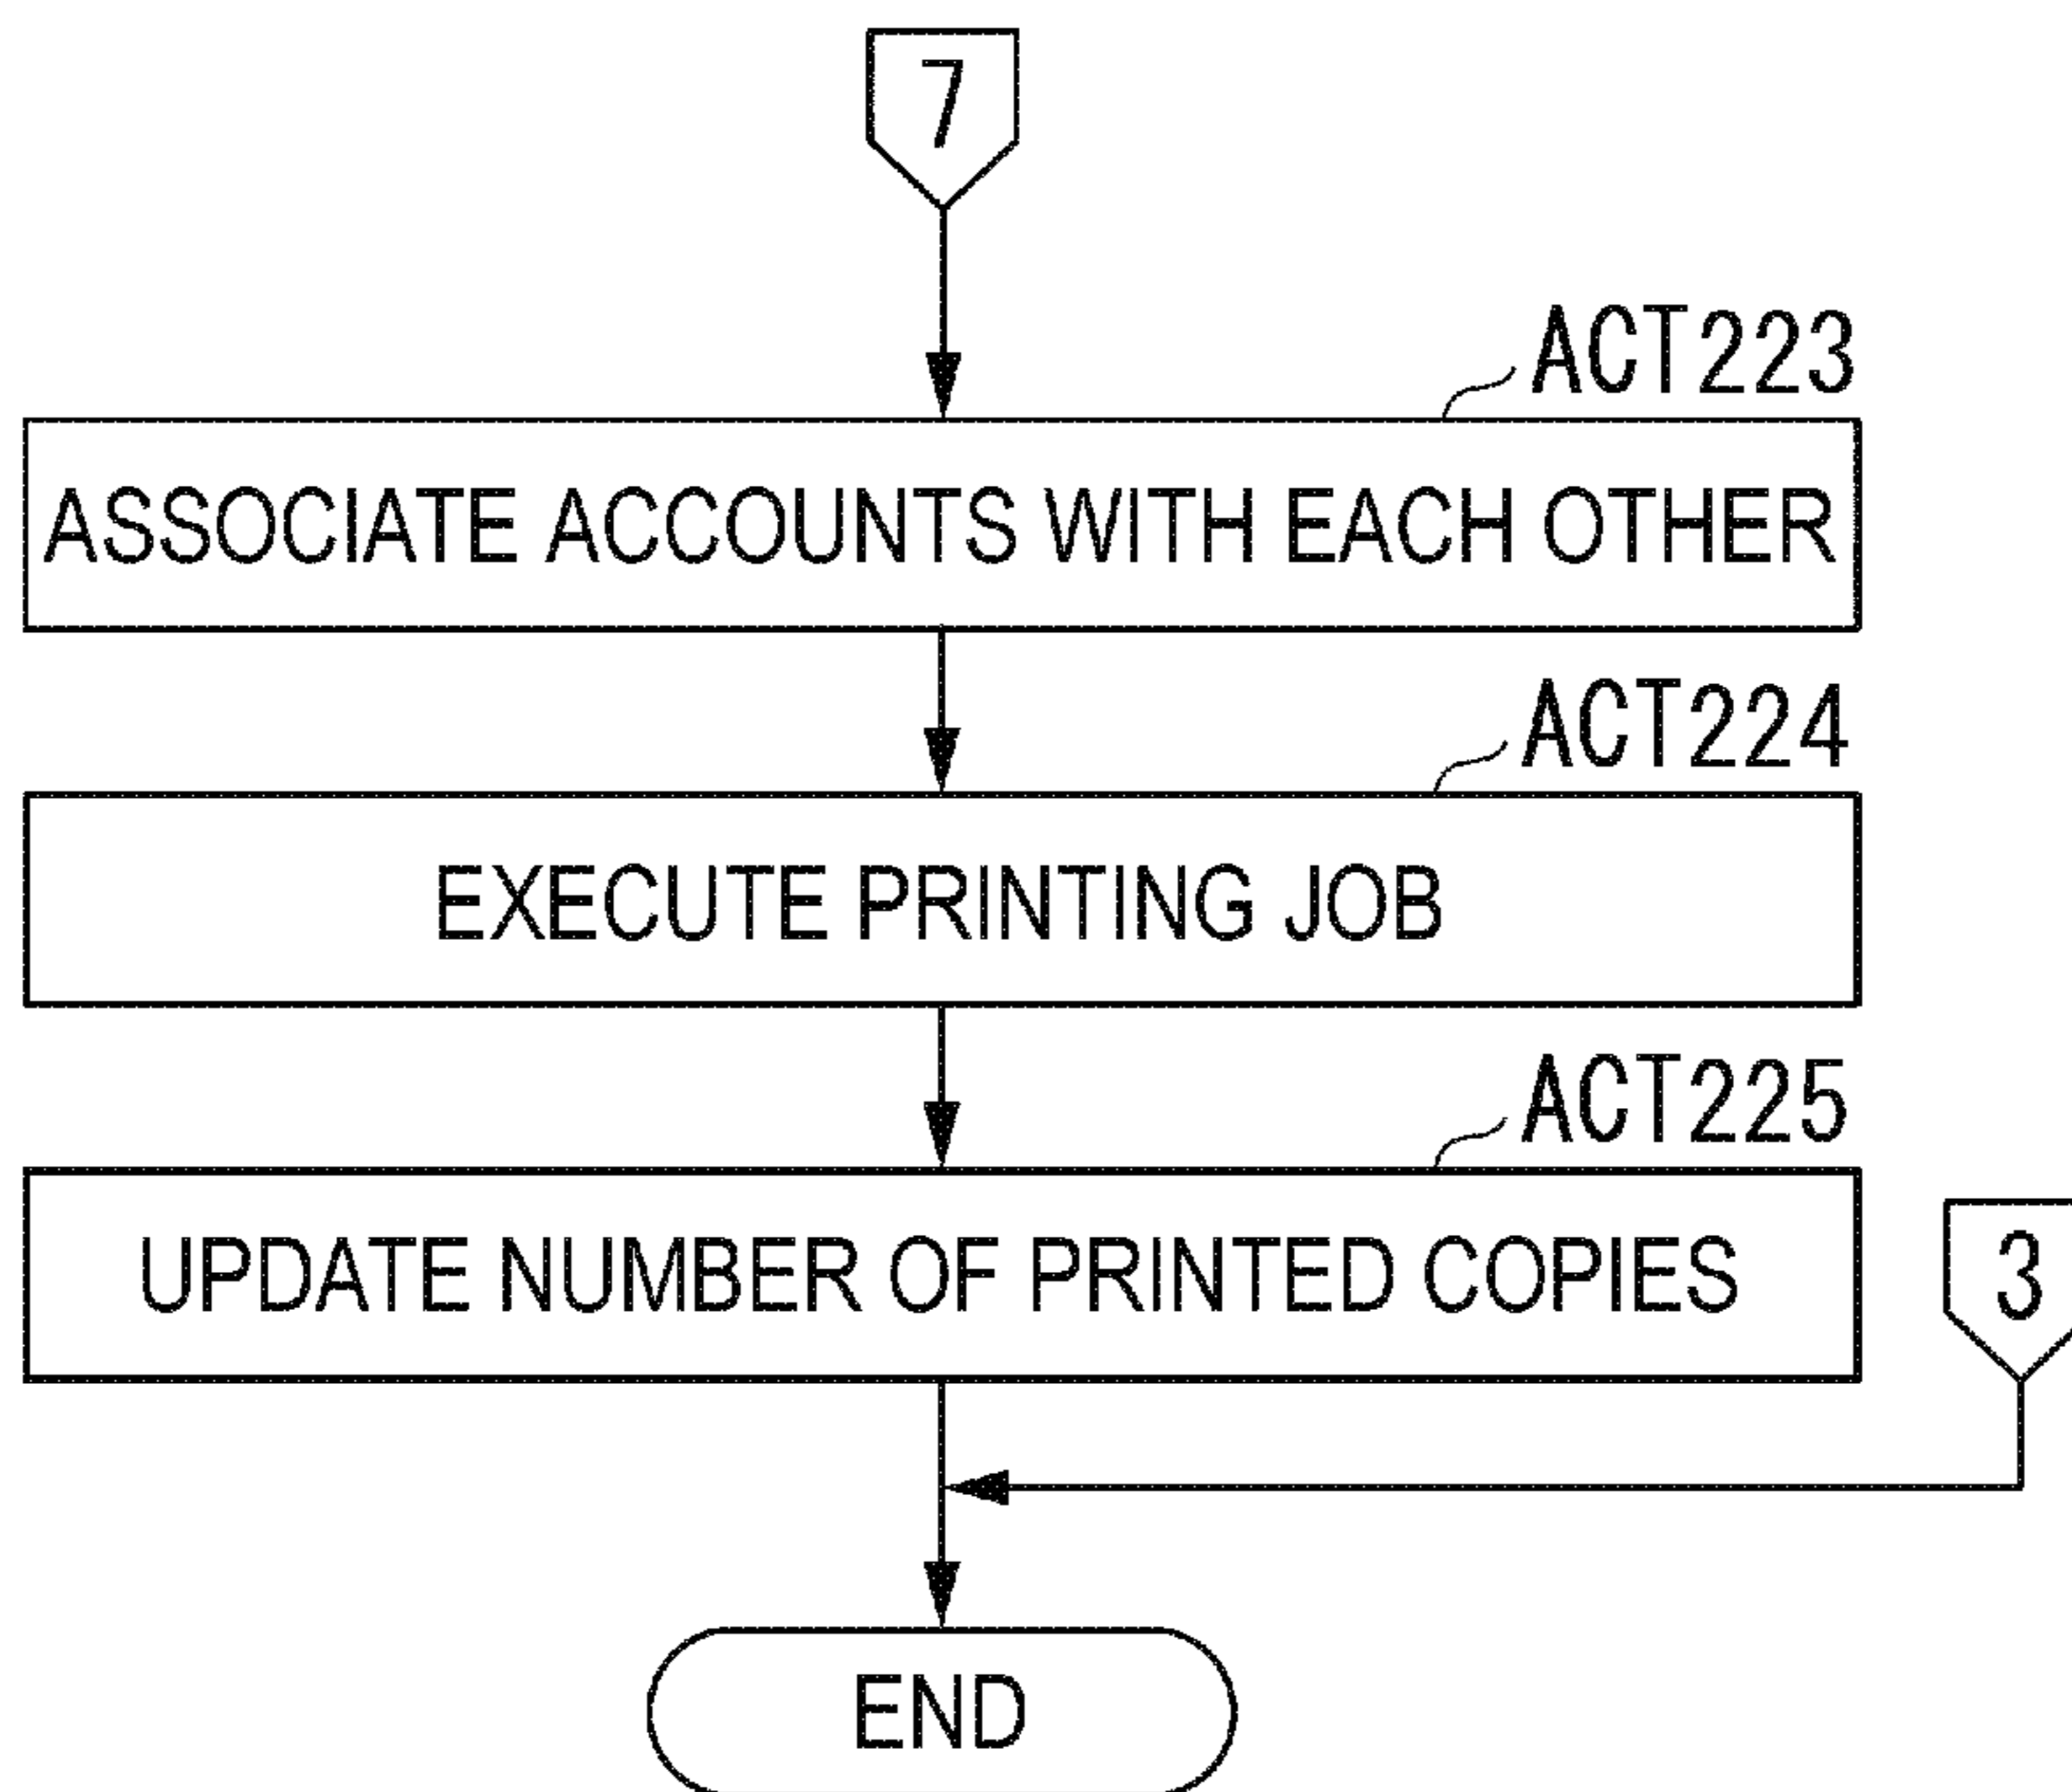 7
ACT223
ASSOCIATE ACCOUNTS WITH EACH OTHER
ACT224
EXECUTE PRINTING JOB
ACT225
UPDATE NUMBER OF PRINTED COPIES
3
END